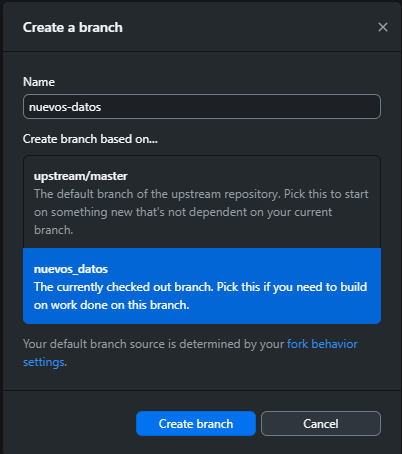 Create a branch
Name
nuevos-datos
Create branch based on...
upstream/master
The default branch of the upstream repository. Pick this to start
on something new that's not dependent on your current
branch.
nuevos_datos
The currently checked out branch. Pick this if you need to build
on work done on this branch.
Your default branch source is determined by your fork behavior
settings.
Create branch
Cancel